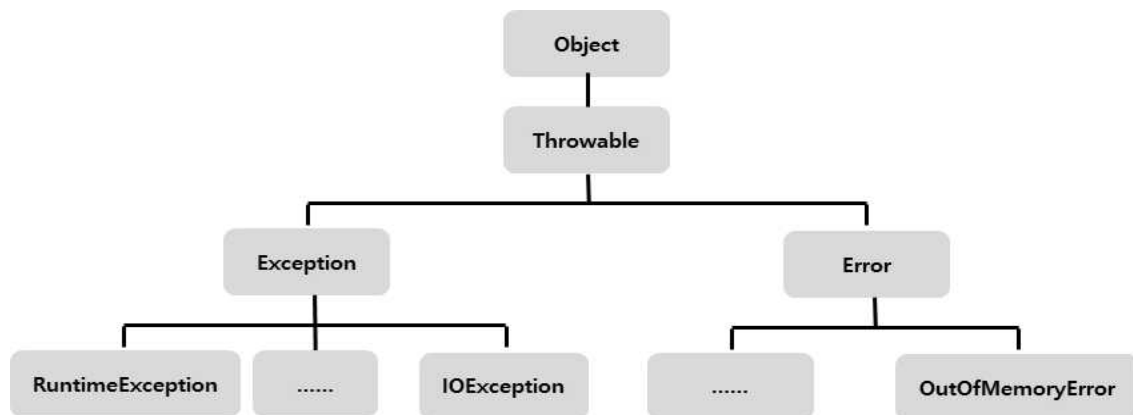 Object
Throwable
Exception
Error
RuntimeException
......
IOException
......
OutOfMemoryError